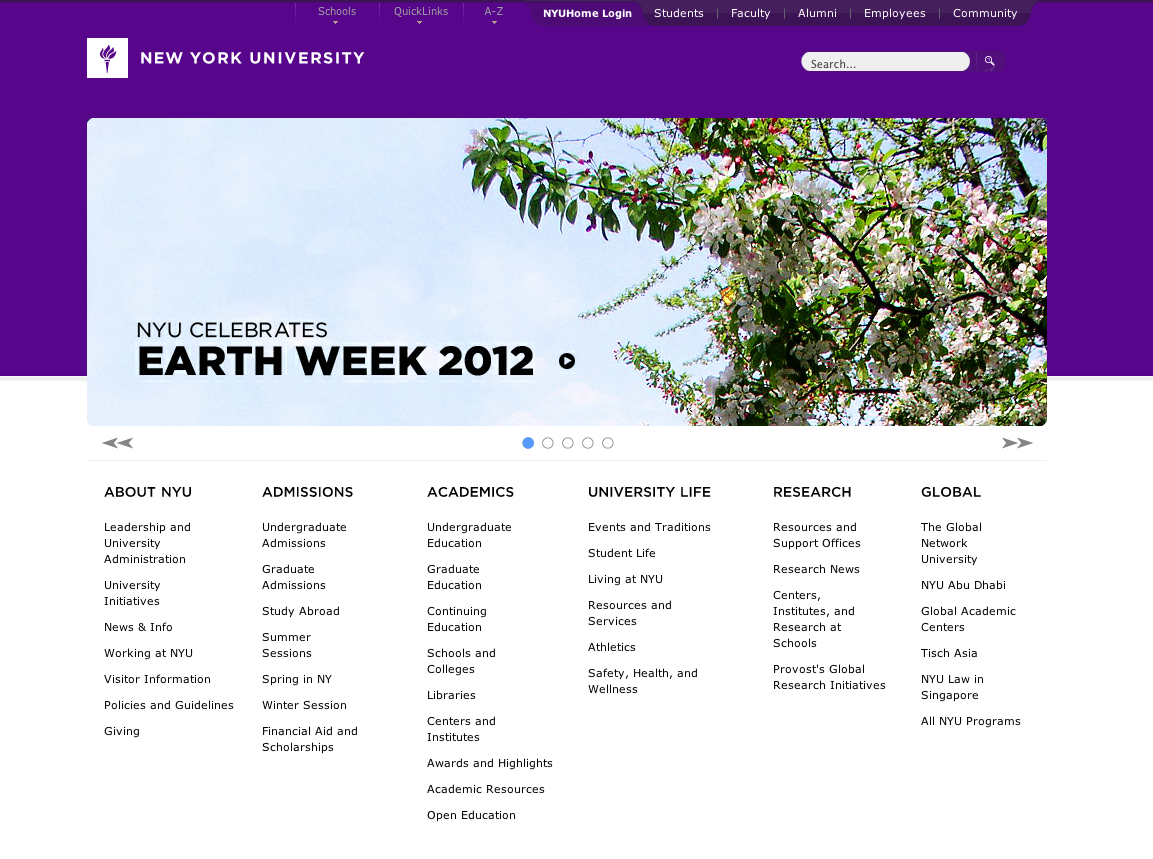 Schools QuickLinks A-Z NYUHome Login Students Faculty Alumni Employees Community
NEW YORK UNIVERSITY
Search...
NYU CELEBRATES
EARTH WEEK 2012
ABOUT NYU
Leadership and
University
Administration
University
Initiatives
News & Info
Working at NYU
Visitor Information
Policies and Guidelines
Giving
ADMISSIONS
Undergraduate
Admissions
Graduate
Admissions
Study Abroad
Summer
Sessions
Spring in NY
Winter Session
Financial Aid and
Scholarships
ACADEMICS
Undergraduate
Education
Graduate
Education
Continuing
Education
Schools and
Colleges
Libraries
Centers and
Institutes
Awards and Highlights
Academic Resources
Open Education
UNIVERSITY LIFE
Events and Traditions
Student Life
Living at NYU
Resources and
Services
Athletics
Safety, Health, and
Wellness
RESEARCH
Resources and
Support Offices
Research News
Centers,
Institutes, and
Research at
Schools
Provost's Global
Research Initiatives
GLOBAL
The Global
Network
University
NYU Abu Dhabi
Global Academic
Centers
Tisch Asia
NYU Law in
Singapore
All NYU Programs